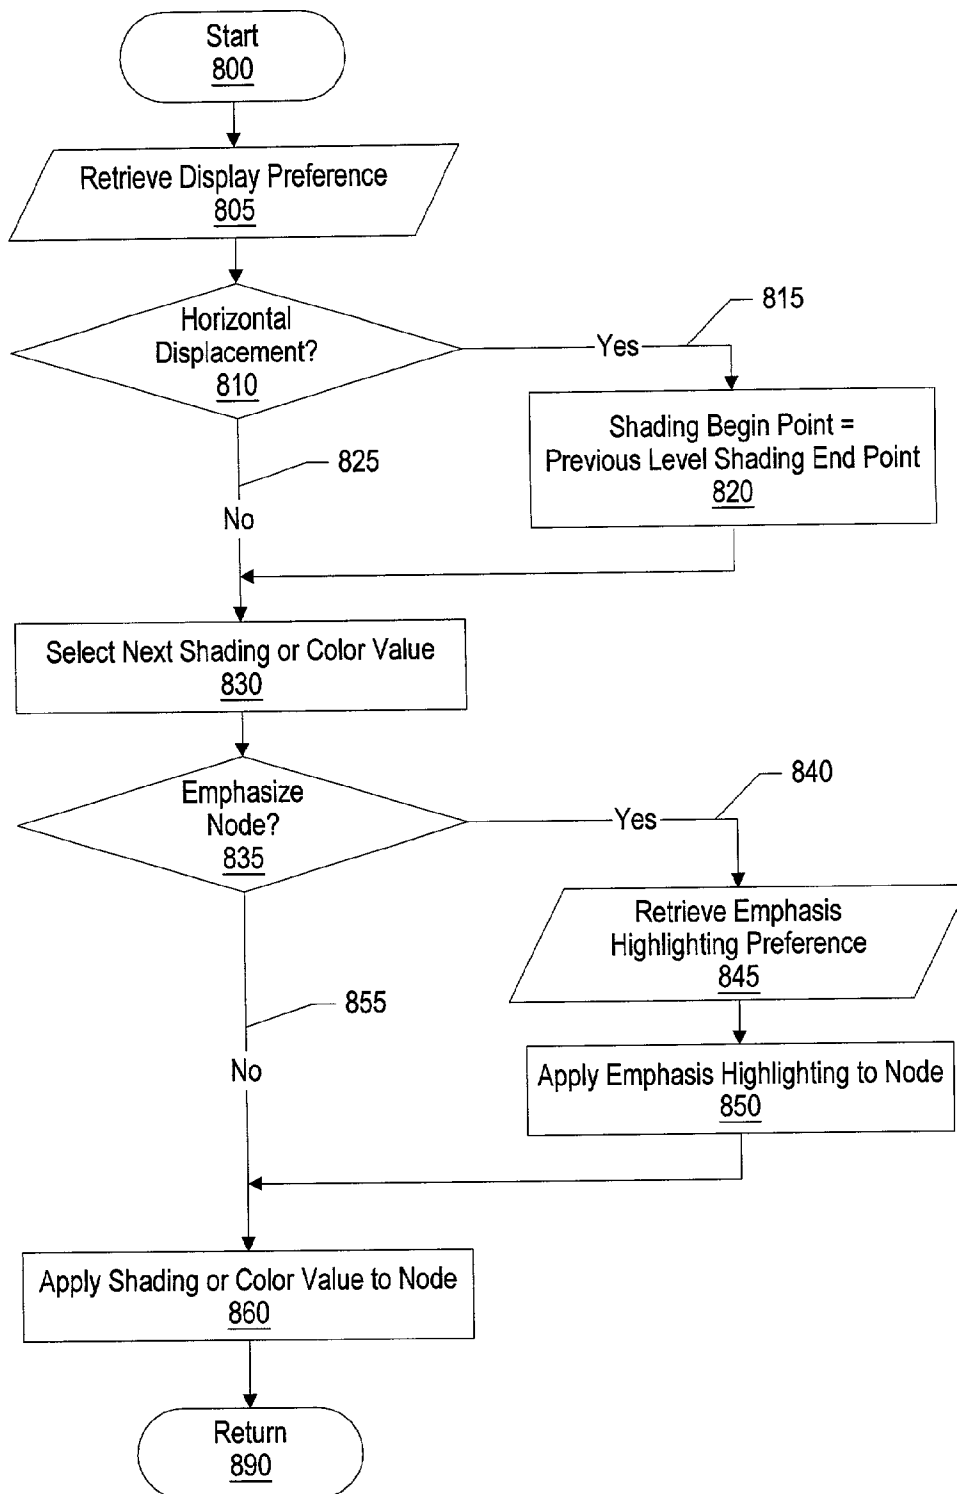 Start
800
Retrieve Display Preference
805
Horizontal
Displacement?
810
Yes
815
Shading Begin Point =
Previous Level Shading End Point
820
825
No
Select Next Shading or Color Value
830
Emphasize
Node?
835
Yes
840
Retrieve Emphasis
Highlighting Preference
845
855
No
Apply Emphasis Highlighting to Node
850
Apply Shading or Color Value to Node
860
Return
890